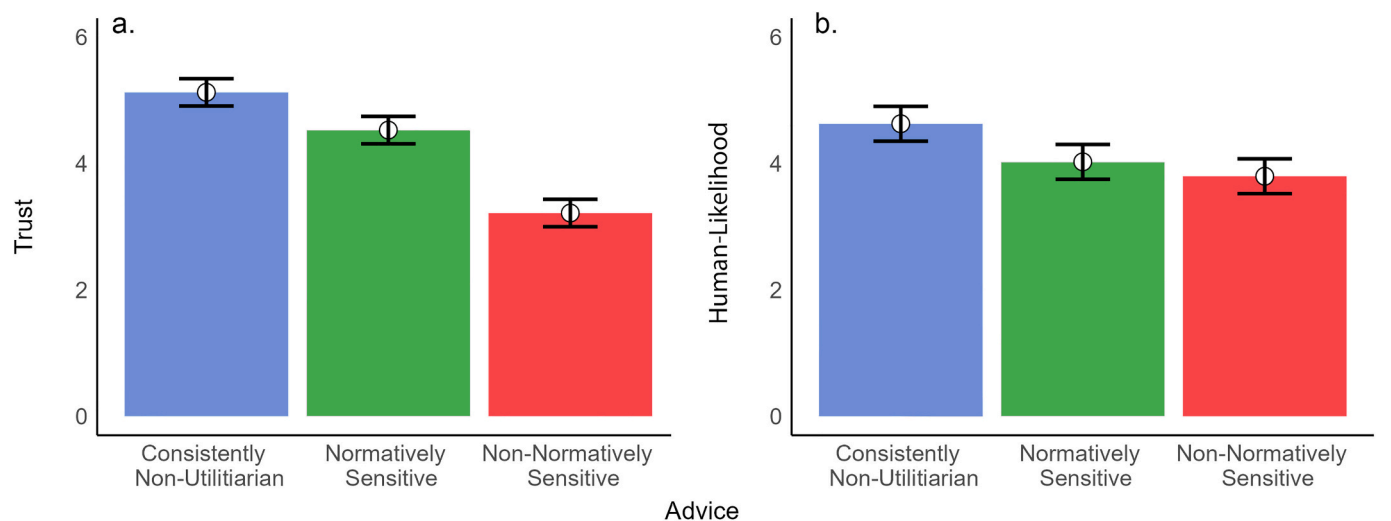 a.
6
4
2
0
Trust
Consistently
Non-Utilitiarian
Normatively
Sensitive
Non-Normatively
Sensitive
b.
6
4
2
0
Human-Likelihood
Consistently
Non-Utilitiarian
Normatively
Sensitive
Non-Normatively
Sensitive
Advice